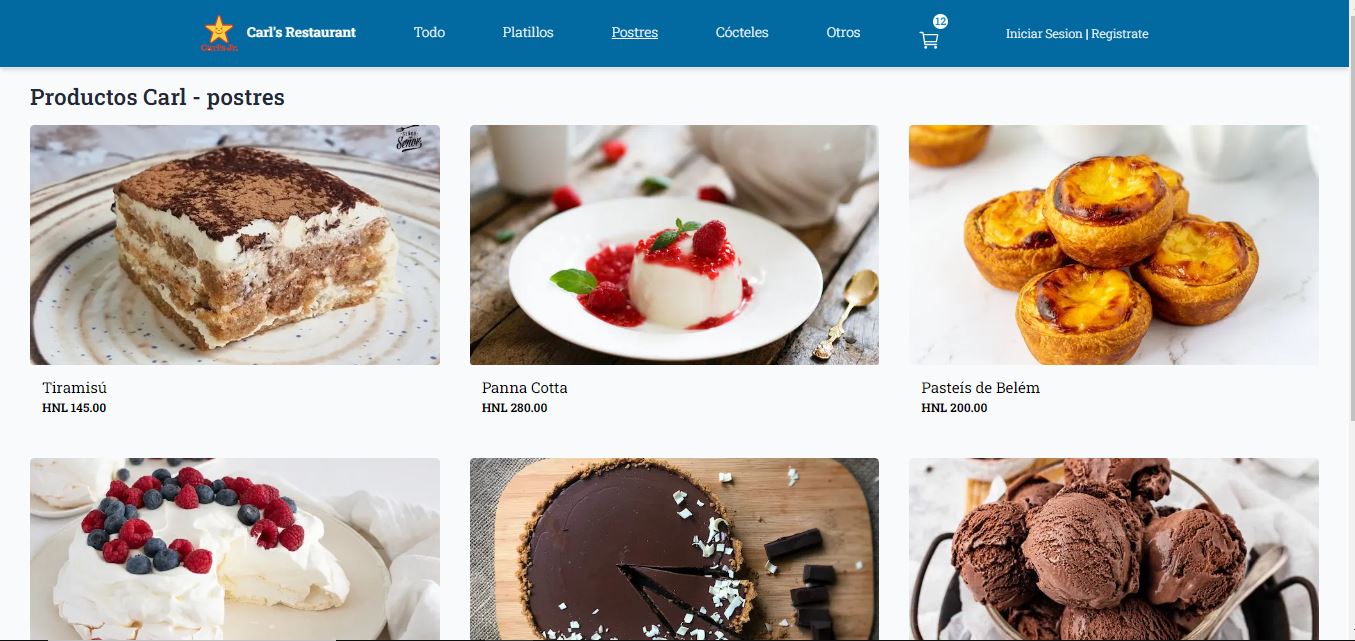 Carl's Jr.
Carl's Restaurant
Todo
Platillos
Postres
Cócteles
Otros
12
Iniciar Sesion | Registrate
Productos Carl - postres
Señor
Tiramisú
HNL 145.00
Panna Cotta
HNL 280.00
Pasteís de Belém
HNL 200.00